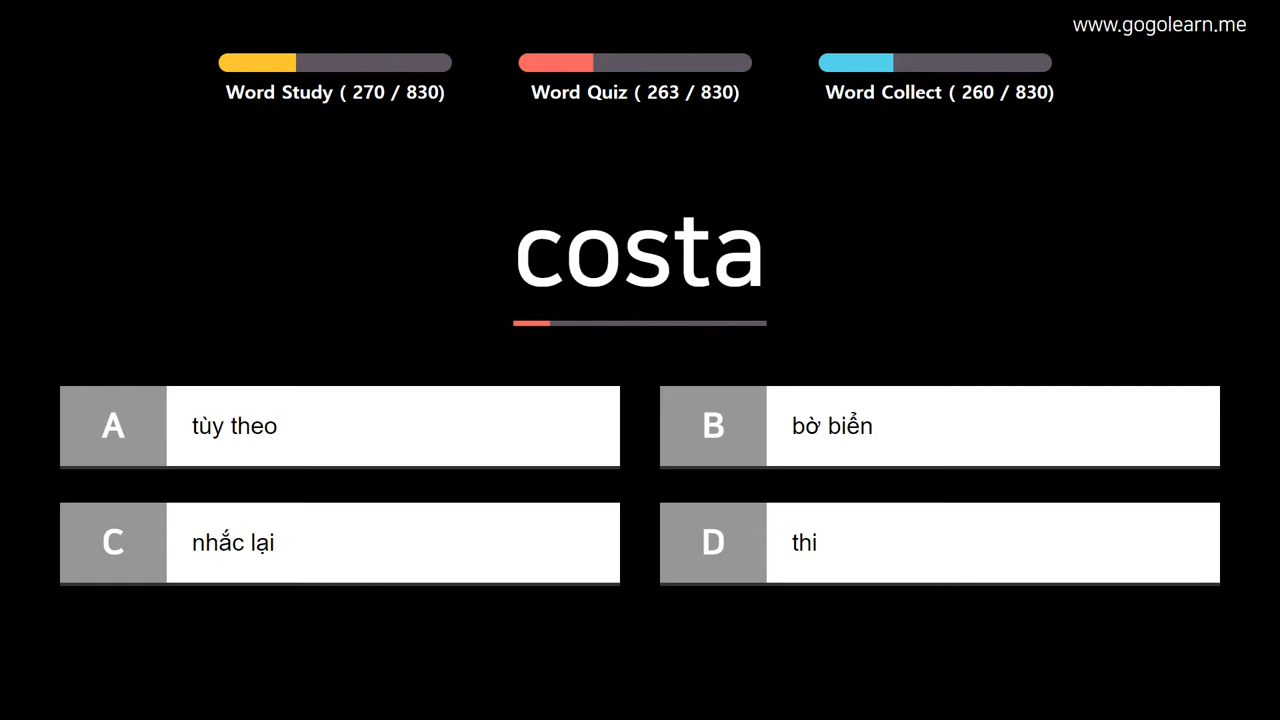 www.gogolearn.me
Word Study ( 270 / 830)
Word Quiz ( 263 / 830)
Word Collect ( 260 / 830)
costa
A tùy theo
B bờ biển
C nhắc lại
D thi